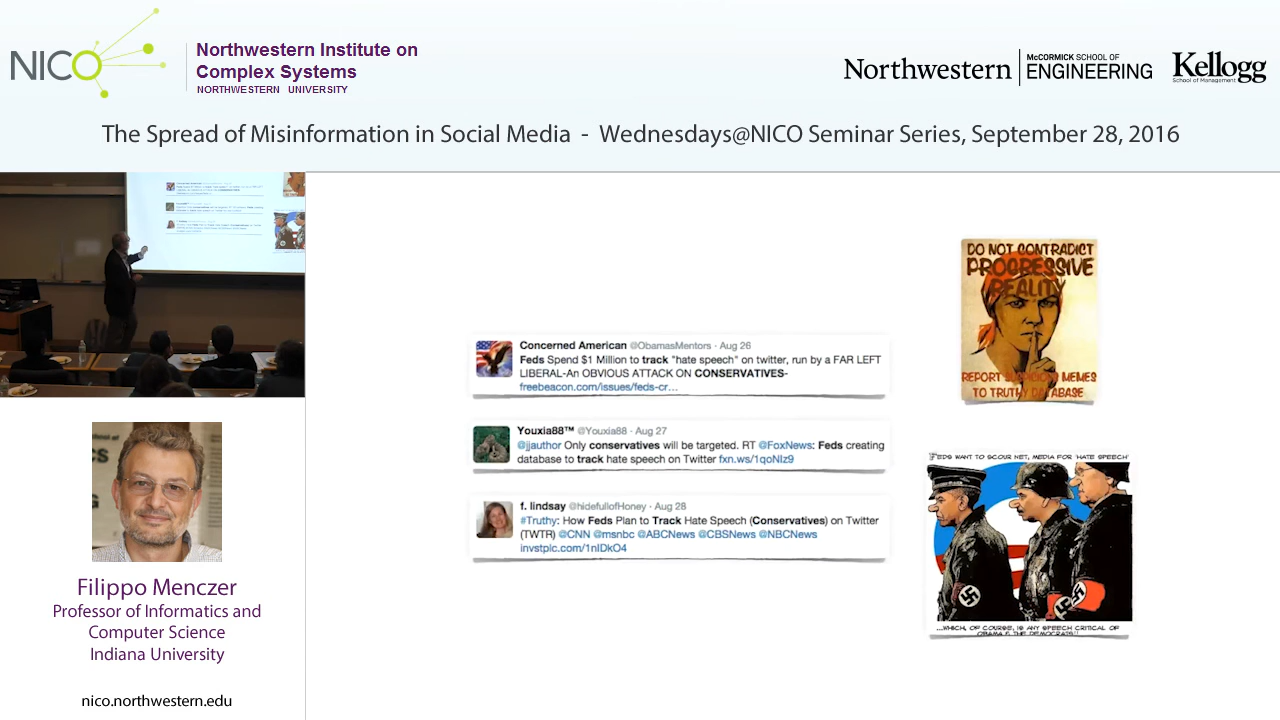 NICO
Northwestern Institute on
Complex Systems
NORTHWESTERN UNIVERSITY
Northwestern
McCORMICK SCHOOL OF
ENGINEERING
Kellogg
School of Management
The Spread of Misinformation in Social Media - Wednesdays@NICO Seminar Series, September 28, 2016
Filippo Menczer
Professor of Informatics and
Computer Science
Indiana University
nico.northwestern.edu
Concerned American @ObamasMentors · Aug 26
Feds Spend $1 Million to track "hate speech" on twitter, run by a FAR LEFT
LIBERAL-An OBVIOUS ATTACK ON CONSERVATIVES-
freebeacon.com/issues/feds-cr...
Youxia88™ @Youxia88 · Aug 27
@jjauthor Only conservatives will be targeted. RT @FoxNews: Feds creating
database to track hate speech on Twitter fxn.ws/1qoNIz9
f. lindsay @hidefullofHoney · Aug 28
#Truthy: How Feds Plan to Track Hate Speech (Conservatives) on Twitter
(TWTR) @CNN @msnbc @ABCNews @CBSNews @NBCNews
invstplc.com/1nIDkO4
DO NOT CONTRADICT
PROGRESSIVE
REALITY
REPORT SUSPICIOUS MEMES
TO TRUTHY DATABASE
FEDS WANT TO SCOUR NET, MEDIA FOR 'HATE SPEECH'
...WHICH, OF COURSE, IS ANY SPEECH CRITICAL OF
OBAMA & THE DEMOCRATS!!